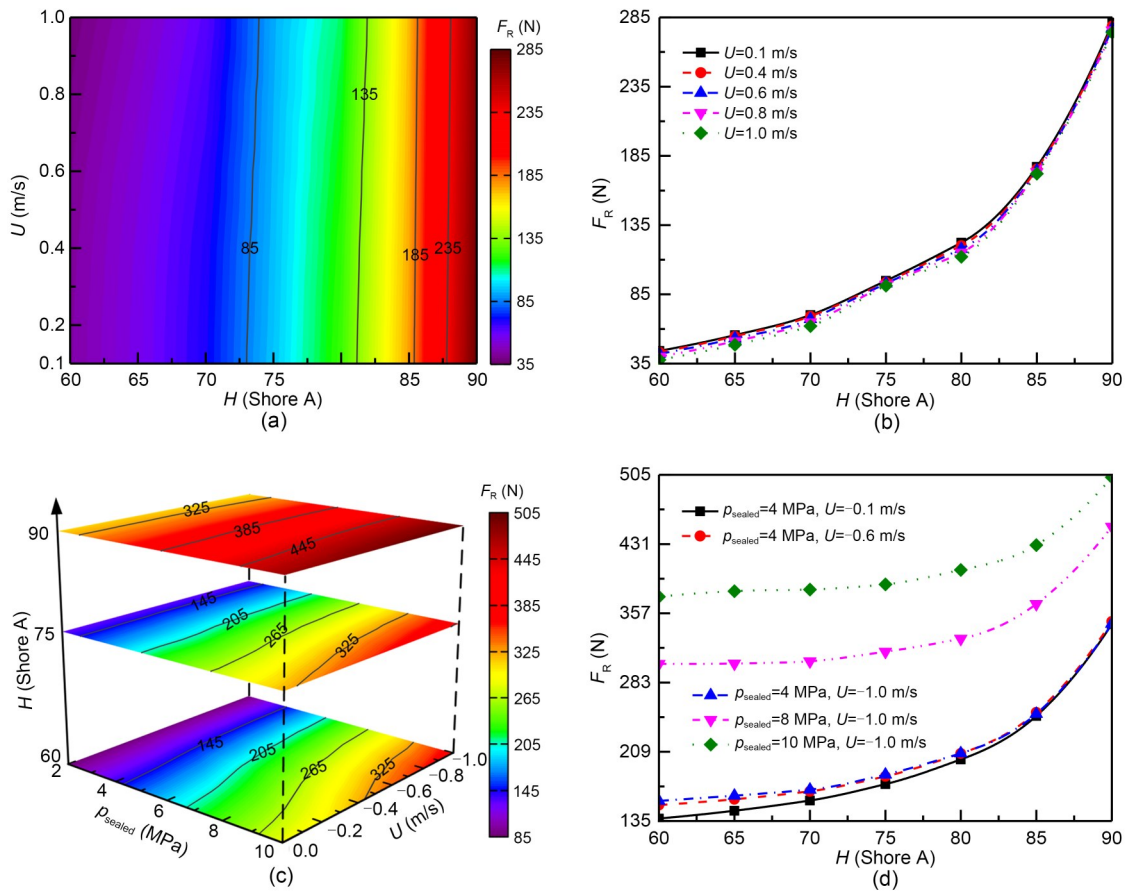 F_R (N)
285
235
185
135
85
35
1.0
0.8
0.6
0.4
0.2
0.1
U (m/s)
135
85
185
235
60 65 70 75 80 85 90
H (Shore A)
(a)
285
235
185
135
85
35
F_R (N)
U=0.1 m/s
U=0.4 m/s
U=0.6 m/s
U=0.8 m/s
U=1.0 m/s
60 65 70 75 80 85 90
H (Shore A)
(b)
F_R (N)
505
445
385
325
265
205
145
85
90
75
60
H (Shore A)
325
385
445
145
205
265
325
145
205
265
325
2 4 6 8 10
p_sealed (MPa)
0.0 −0.2 −0.4 −0.6 −0.8 −1.0
U (m/s)
(c)
505
431
357
283
209
135
F_R (N)
p_sealed=4 MPa, U=−0.1 m/s
p_sealed=4 MPa, U=−0.6 m/s
p_sealed=4 MPa, U=−1.0 m/s
p_sealed=8 MPa, U=−1.0 m/s
p_sealed=10 MPa, U=−1.0 m/s
60 65 70 75 80 85 90
H (Shore A)
(d)